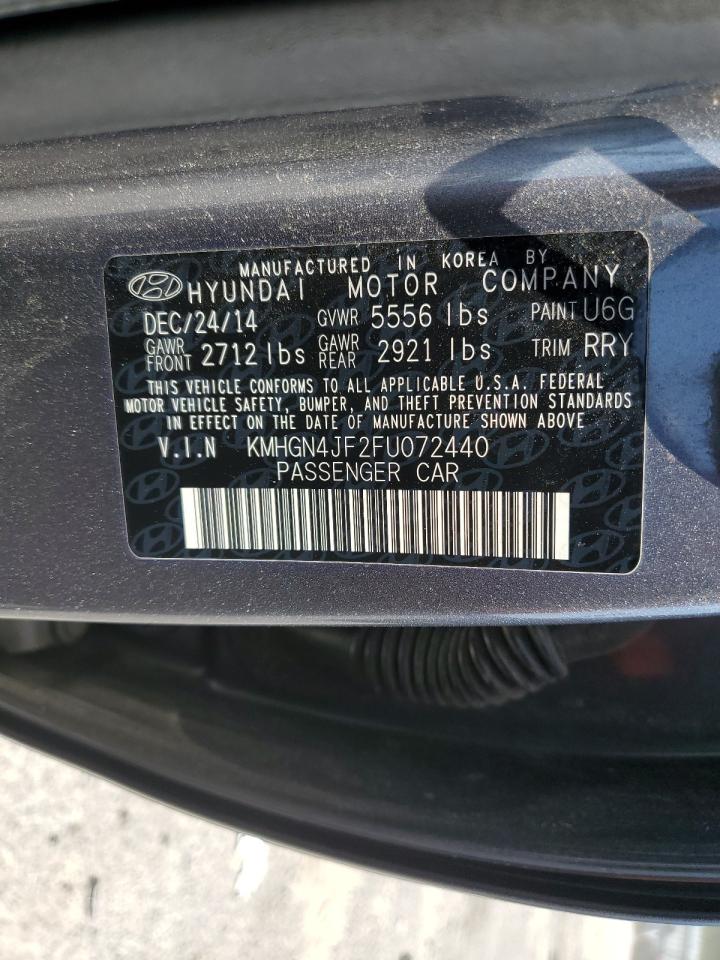 MANUFACTURED IN KOREA BY
HYUNDAI MOTOR COMPANY
DEC/24/14 GVWR 5556 lbs PAINT U6G
GAWR FRONT 2712 lbs GAWR REAR 2921 lbs TRIM RRY
THIS VEHICLE CONFORMS TO ALL APPLICABLE U.S.A. FEDERAL
MOTOR VEHICLE SAFETY, BUMPER, AND THEFT PREVENTION STANDARDS
IN EFFECT ON THE DATE OF MANUFACTURE SHOWN ABOVE
V.I.N KMHGN4JF2FU072440
PASSENGER CAR